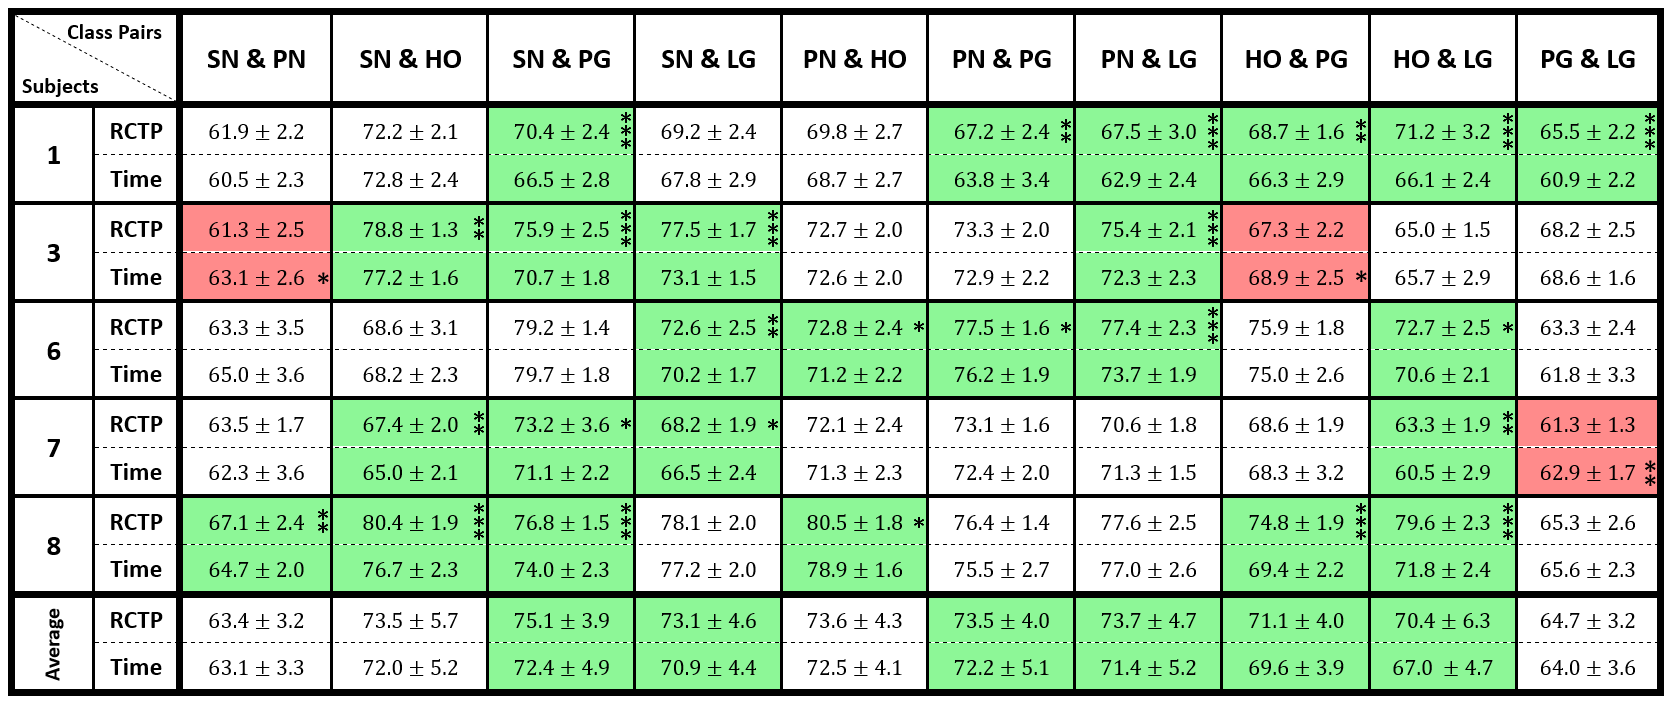 Class Pairs
Subjects
SN & PN SN & HO SN & PG SN & LG PN & HO PN & PG PN & LG HO & PG HO & LG PG & LG
1
RCTP 61.9 ± 2.2 72.2 ± 2.1 70.4 ± 2.4 *** 69.2 ± 2.4 69.8 ± 2.7 67.2 ± 2.4 ** 67.5 ± 3.0 *** 68.7 ± 1.6 ** 71.2 ± 3.2 *** 65.5 ± 2.2 ***
Time 60.5 ± 2.3 72.8 ± 2.4 66.5 ± 2.8 67.8 ± 2.9 68.7 ± 2.7 63.8 ± 3.4 62.9 ± 2.4 66.3 ± 2.9 66.1 ± 2.4 60.9 ± 2.2
3
RCTP 61.3 ± 2.5 78.8 ± 1.3 ** 75.9 ± 2.5 *** 77.5 ± 1.7 *** 72.7 ± 2.0 73.3 ± 2.0 75.4 ± 2.1 *** 67.3 ± 2.2 65.0 ± 1.5 68.2 ± 2.5
Time 63.1 ± 2.6 * 77.2 ± 1.6 70.7 ± 1.8 73.1 ± 1.5 72.6 ± 2.0 72.9 ± 2.2 72.3 ± 2.3 68.9 ± 2.5 * 65.7 ± 2.9 68.6 ± 1.6
6
RCTP 63.3 ± 3.5 68.6 ± 3.1 79.2 ± 1.4 72.6 ± 2.5 ** 72.8 ± 2.4 * 77.5 ± 1.6 * 77.4 ± 2.3 *** 75.9 ± 1.8 72.7 ± 2.5 * 63.3 ± 2.4
Time 65.0 ± 3.6 68.2 ± 2.3 79.7 ± 1.8 70.2 ± 1.7 71.2 ± 2.2 76.2 ± 1.9 73.7 ± 1.9 75.0 ± 2.6 70.6 ± 2.1 61.8 ± 3.3
7
RCTP 63.5 ± 1.7 67.4 ± 2.0 ** 73.2 ± 3.6 * 68.2 ± 1.9 * 72.1 ± 2.4 73.1 ± 1.6 70.6 ± 1.8 68.6 ± 1.9 63.3 ± 1.9 ** 61.3 ± 1.3
Time 62.3 ± 3.6 65.0 ± 2.1 71.1 ± 2.2 66.5 ± 2.4 71.3 ± 2.3 72.4 ± 2.0 71.3 ± 1.5 68.3 ± 3.2 60.5 ± 2.9 62.9 ± 1.7 **
8
RCTP 67.1 ± 2.4 ** 80.4 ± 1.9 *** 76.8 ± 1.5 *** 78.1 ± 2.0 80.5 ± 1.8 * 76.4 ± 1.4 77.6 ± 2.5 74.8 ± 1.9 *** 79.6 ± 2.3 *** 65.3 ± 2.6
Time 64.7 ± 2.0 76.7 ± 2.3 74.0 ± 2.3 77.2 ± 2.0 78.9 ± 1.6 75.5 ± 2.7 77.0 ± 2.6 69.4 ± 2.2 71.8 ± 2.4 65.6 ± 2.3
Average
RCTP 63.4 ± 3.2 73.5 ± 5.7 75.1 ± 3.9 73.1 ± 4.6 73.6 ± 4.3 73.5 ± 4.0 73.7 ± 4.7 71.1 ± 4.0 70.4 ± 6.3 64.7 ± 3.2
Time 63.1 ± 3.3 72.0 ± 5.2 72.4 ± 4.9 70.9 ± 4.4 72.5 ± 4.1 72.2 ± 5.1 71.4 ± 5.2 69.6 ± 3.9 67.0 ± 4.7 64.0 ± 3.6